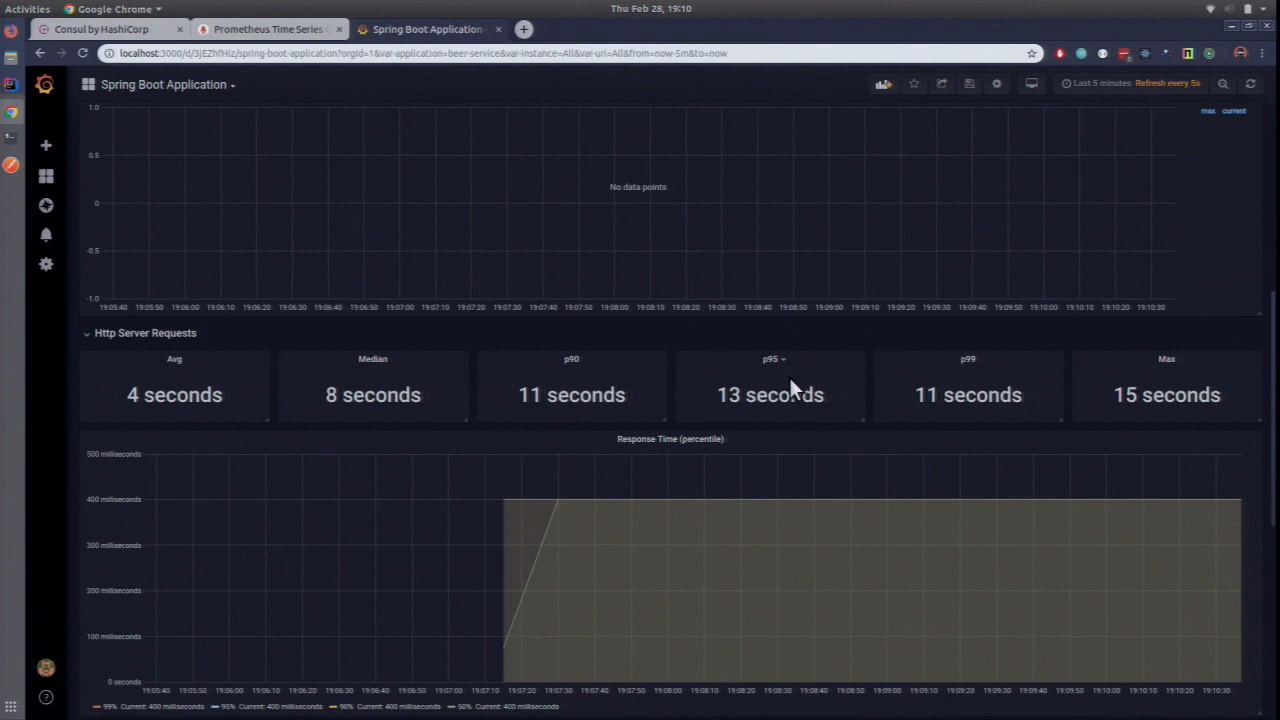 Activities Google Chrome Thu Feb 28, 19:10
Consul by HashiCorp Prometheus Time Series Spring Boot Application
localhost:3000/d/3jEZhfHiz/spring-boot-application?orgId=1&var-application=beer-service&var-instance=All&var-uri=All&from=now-5m&to=now
Spring Boot Application Last 5 minutes Refresh every 5s
max current
1.0
0.5
No data points
0
-0.5
-1.0
19:05:40 19:05:50 19:06:00 19:06:10 19:06:20 19:06:30 19:06:40 19:06:50 19:07:00 19:07:10 19:07:20 19:07:30 19:07:40 19:07:50 19:08:00 19:08:10 19:08:20 19:08:30 19:08:40 19:08:50 19:09:00 19:09:10 19:09:20 19:09:30 19:09:40 19:09:50 19:10:00 19:10:10 19:10:20 19:10:30
Http Server Requests
Avg Median p90 p95 p99 Max
4 seconds 8 seconds 11 seconds 13 seconds 11 seconds 15 seconds
Response Time (percentile)
500 milliseconds
400 milliseconds
300 milliseconds
200 milliseconds
100 milliseconds
0 seconds
19:05:40 19:05:50 19:06:00 19:06:10 19:06:20 19:06:30 19:06:40 19:06:50 19:07:00 19:07:10 19:07:20 19:07:30 19:07:40 19:07:50 19:08:00 19:08:10 19:08:20 19:08:30 19:08:40 19:08:50 19:09:00 19:09:10 19:09:20 19:09:30 19:09:40 19:09:50 19:10:00 19:10:10 19:10:20 19:10:30
99% Current: 400 milliseconds 95% Current: 400 milliseconds 90% Current: 400 milliseconds 50% Current: 400 milliseconds